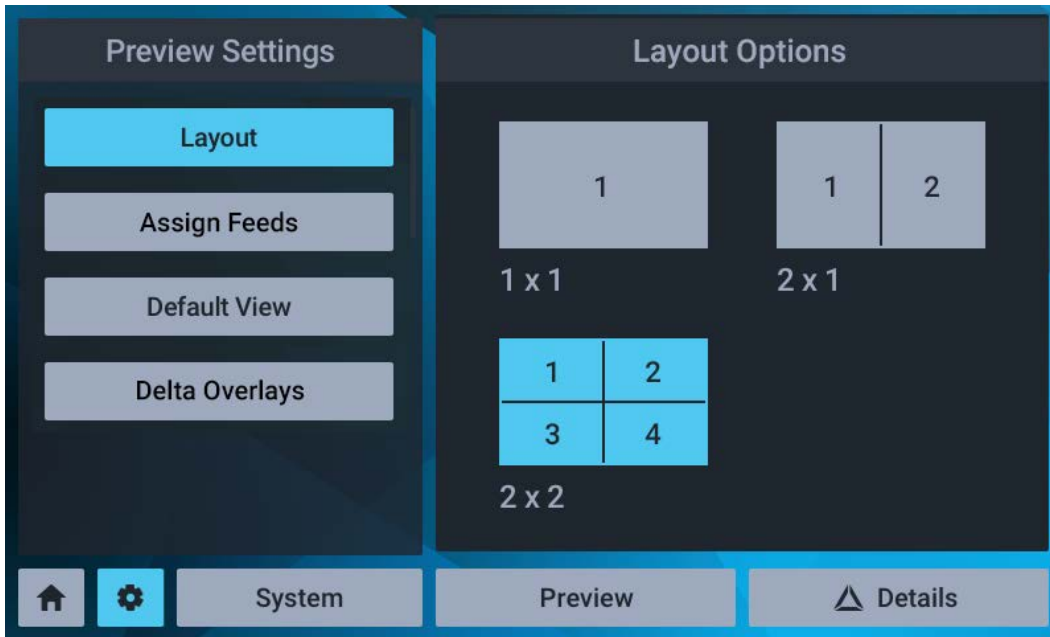 Preview Settings
Layout
Assign Feeds
Default View
Delta Overlays
Layout Options
1
1 x 1
1 2
2 x 1
1 2
3 4
2 x 2
System
Preview
Details